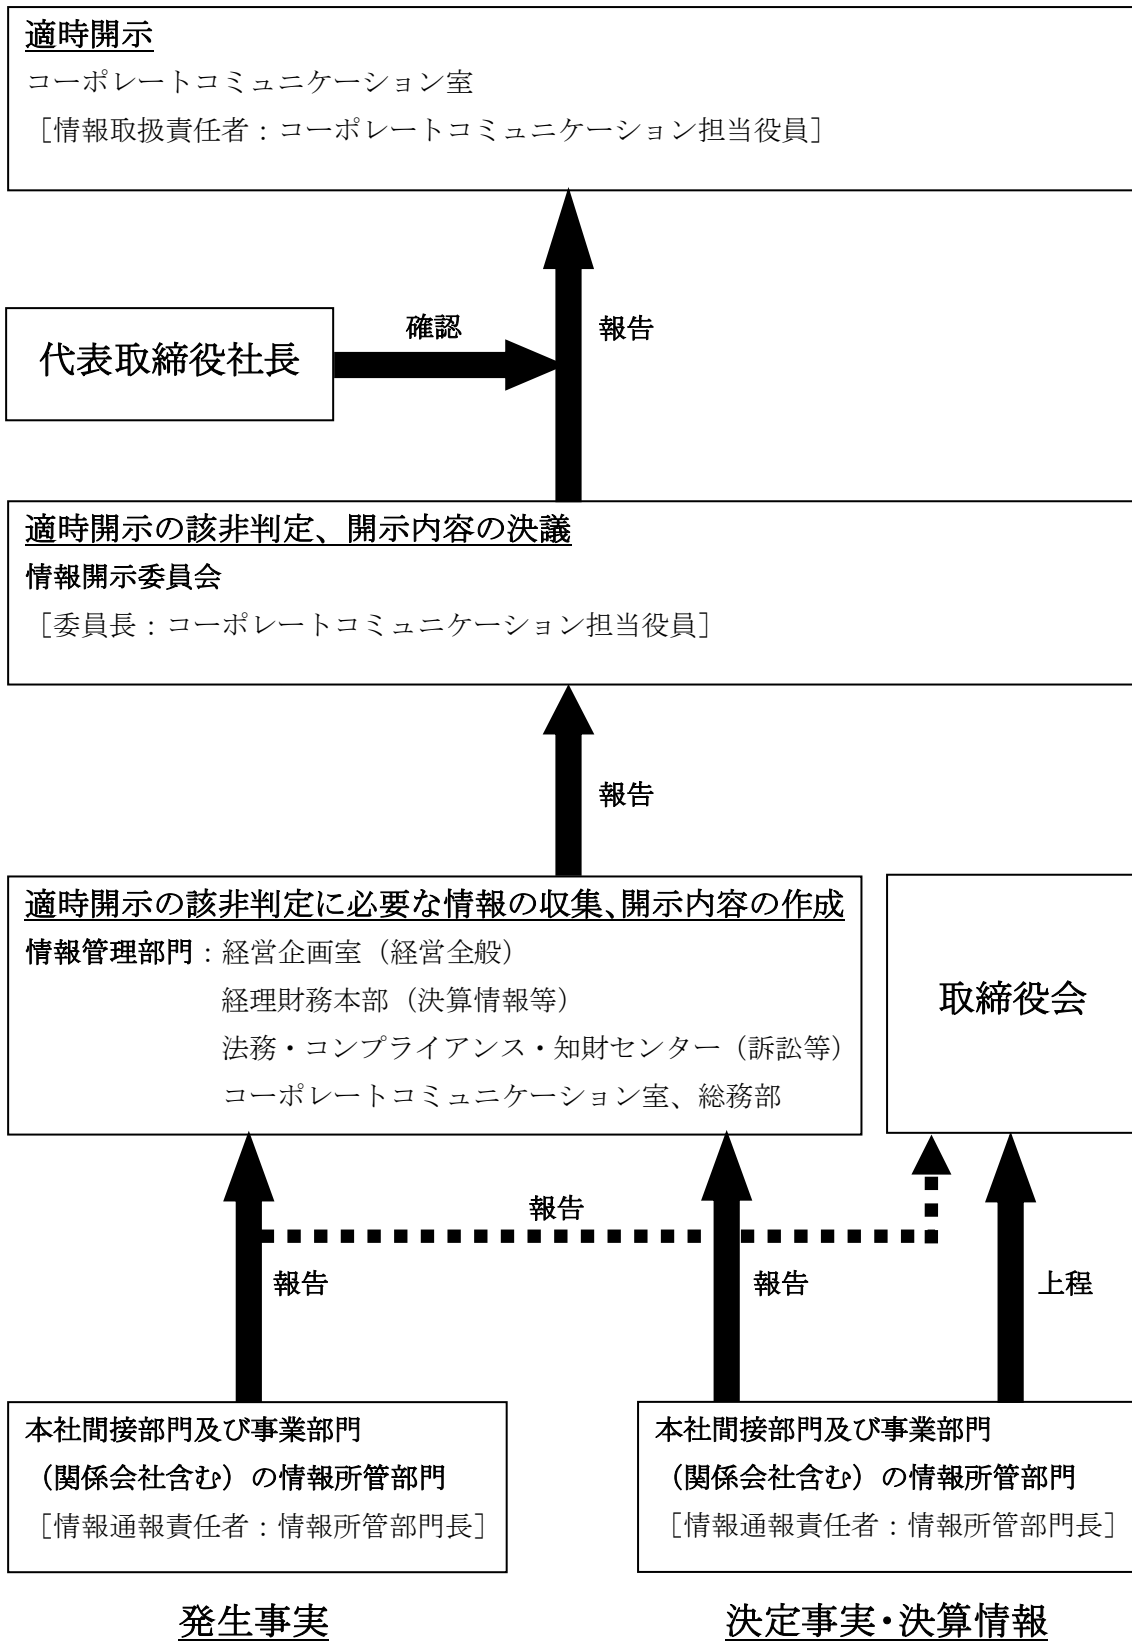 適時開示
コーポレートコミュニケーション室
［情報取扱責任者：コーポレートコミュニケーション担当役員］
確認
報告
代表取締役社長
適時開示の該非判定、開示内容の決議
情報開示委員会
［委員長：コーポレートコミュニケーション担当役員］
報告
適時開示の該非判定に必要な情報の収集、開示内容の作成
情報管理部門：経営企画室（経営全般）
経理財務本部（決算情報等）
法務・コンプライアンス・知財センター（訴訟等）
コーポレートコミュニケーション室、総務部
取締役会
報告
報告
報告
上程
本社間接部門及び事業部門
（関係会社含む）の情報所管部門
［情報通報責任者：情報所管部門長］
本社間接部門及び事業部門
（関係会社含む）の情報所管部門
［情報通報責任者：情報所管部門長］
発生事実
決定事実・決算情報